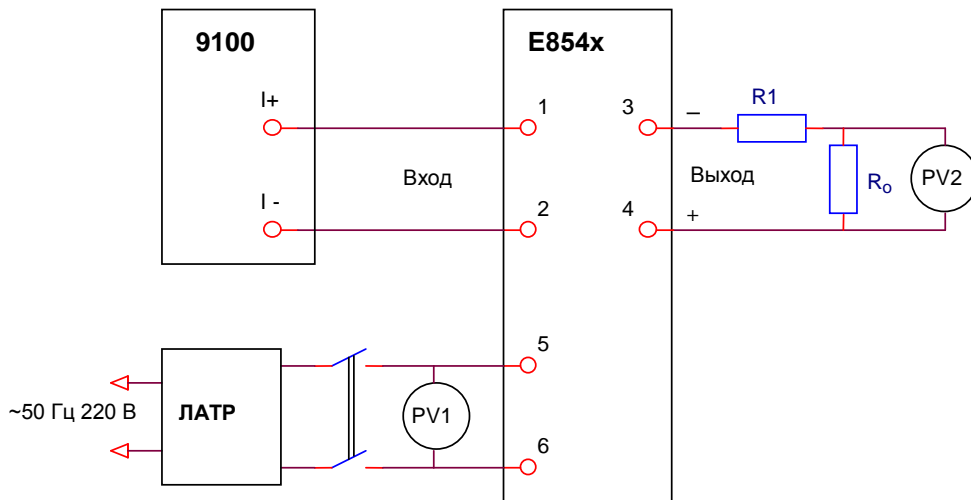 9100
E854x
I+
1
3
–
R1
Вход
Выход
Rₒ
PV2
I -
2
4
+
5
~50 Гц 220 В
ЛАТР
PV1
6